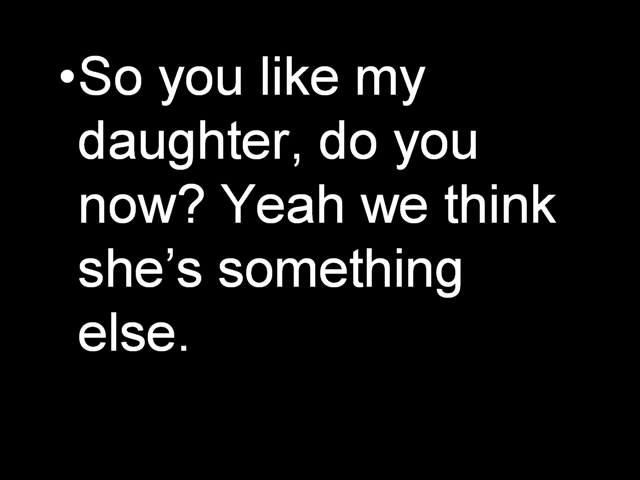 •So you like my
daughter, do you
now? Yeah we think
she’s something
else.